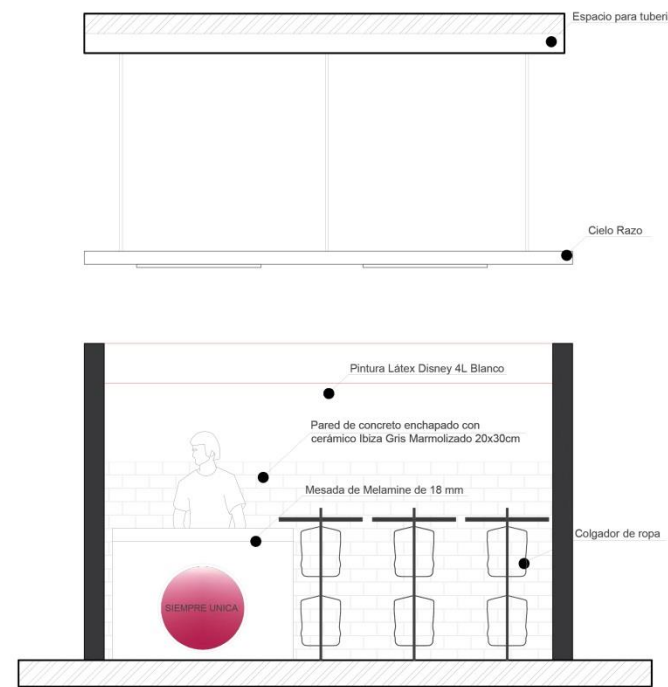 Espacio para tuberi
Cielo Razo
Pintura Látex Disney 4L Blanco
Pared de concreto enchapado con
cerámico Ibiza Gris Marmolizado 20x30cm
Mesada de Melamine de 18 mm
Colgador de ropa
SIEMPRE UNICA